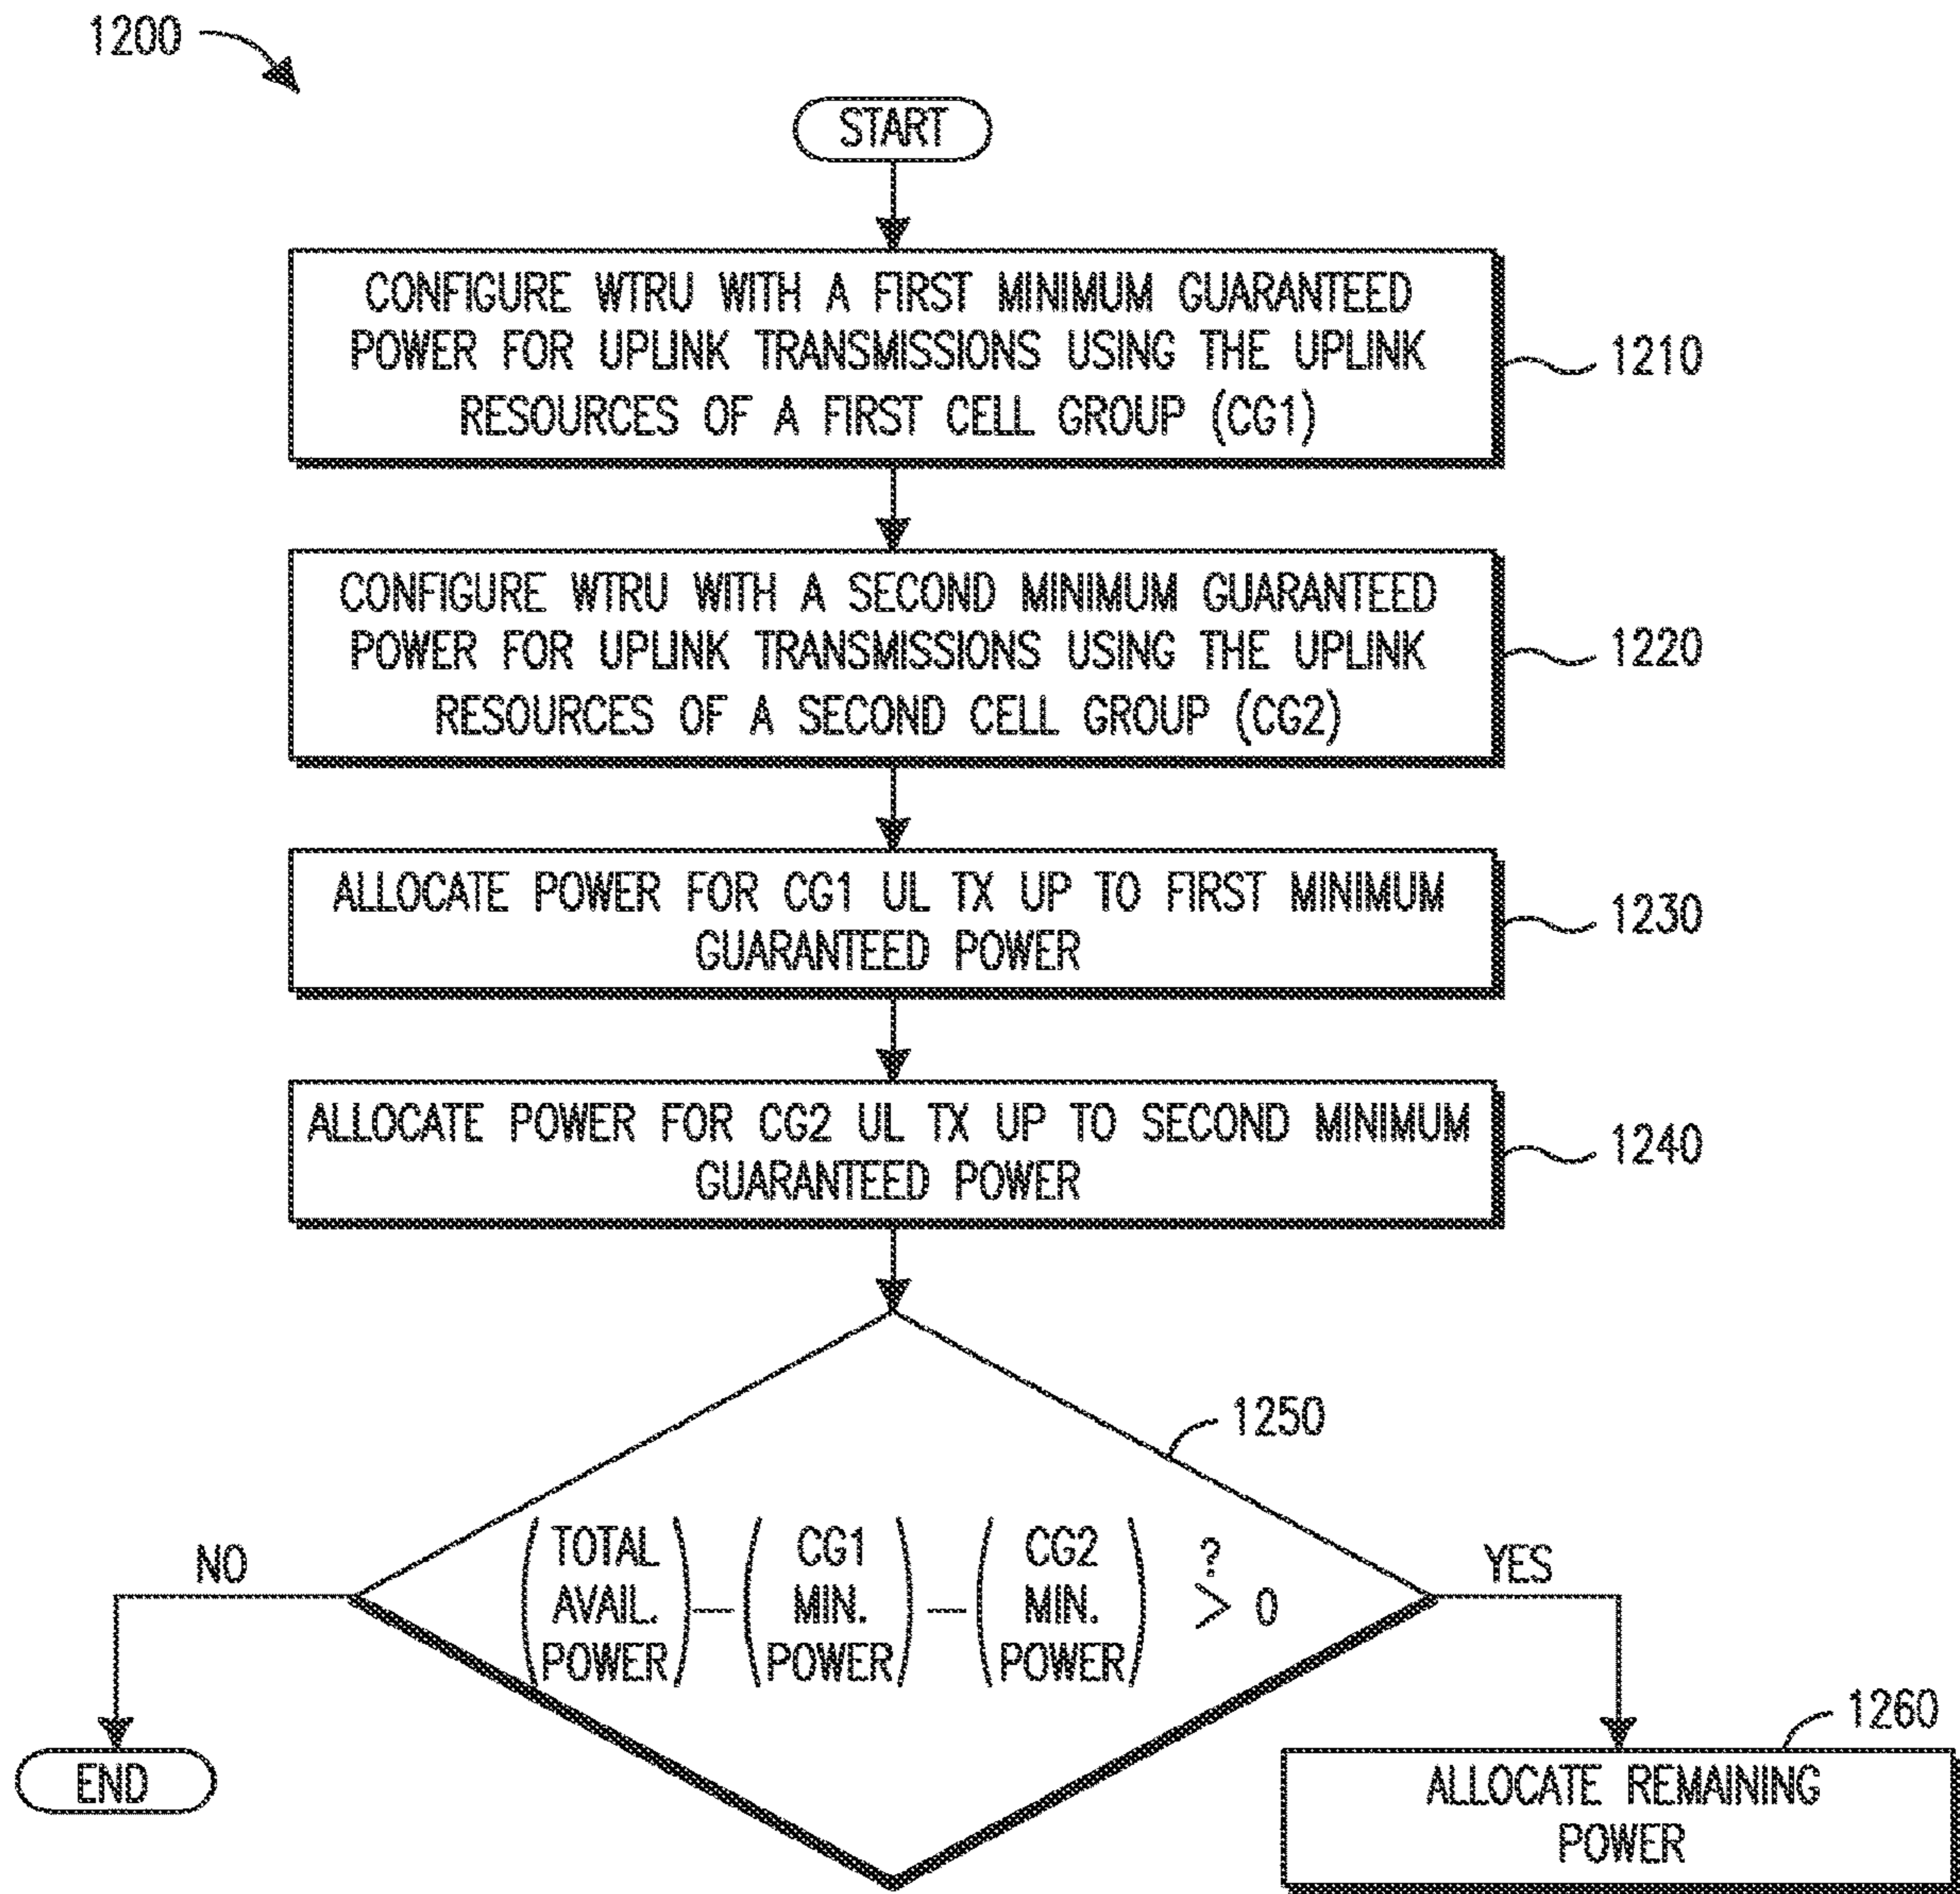 1200
START
CONFIGURE WTRU WITH A FIRST MINIMUM GUARANTEED
POWER FOR UPLINK TRANSMISSIONS USING THE UPLINK
RESOURCES OF A FIRST CELL GROUP (CG1)
1210
CONFIGURE WTRU WITH A SECOND MINIMUM GUARANTEED
POWER FOR UPLINK TRANSMISSIONS USING THE UPLINK
RESOURCES OF A SECOND CELL GROUP (CG2)
1220
ALLOCATE POWER FOR CG1 UL TX UP TO FIRST MINIMUM
GUARANTEED POWER
1230
ALLOCATE POWER FOR CG2 UL TX UP TO SECOND MINIMUM
GUARANTEED POWER
1240
1250
(TOTAL
AVAIL.
POWER)
—
(CG1
MIN.
POWER)
—
(CG2
MIN.
POWER)
?
> 0
NO
YES
END
1260
ALLOCATE REMAINING
POWER